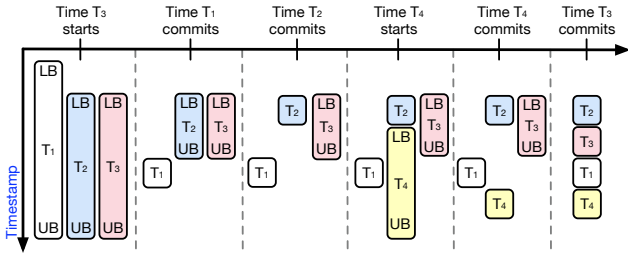 Time T₃ starts
Time T₁ commits
Time T₂ commits
Time T₄ starts
Time T₄ commits
Time T₃ commits
Timestamp
LB
T₁
UB
LB
T₂
UB
LB
T₃
UB
T₁
LB
T₂
UB
LB
T₃
UB
T₁
T₂
LB
T₃
UB
T₁
T₂
LB
T₄
UB
LB
T₃
UB
T₁
T₂
T₄
LB
T₃
UB
T₂
T₃
T₁
T₄